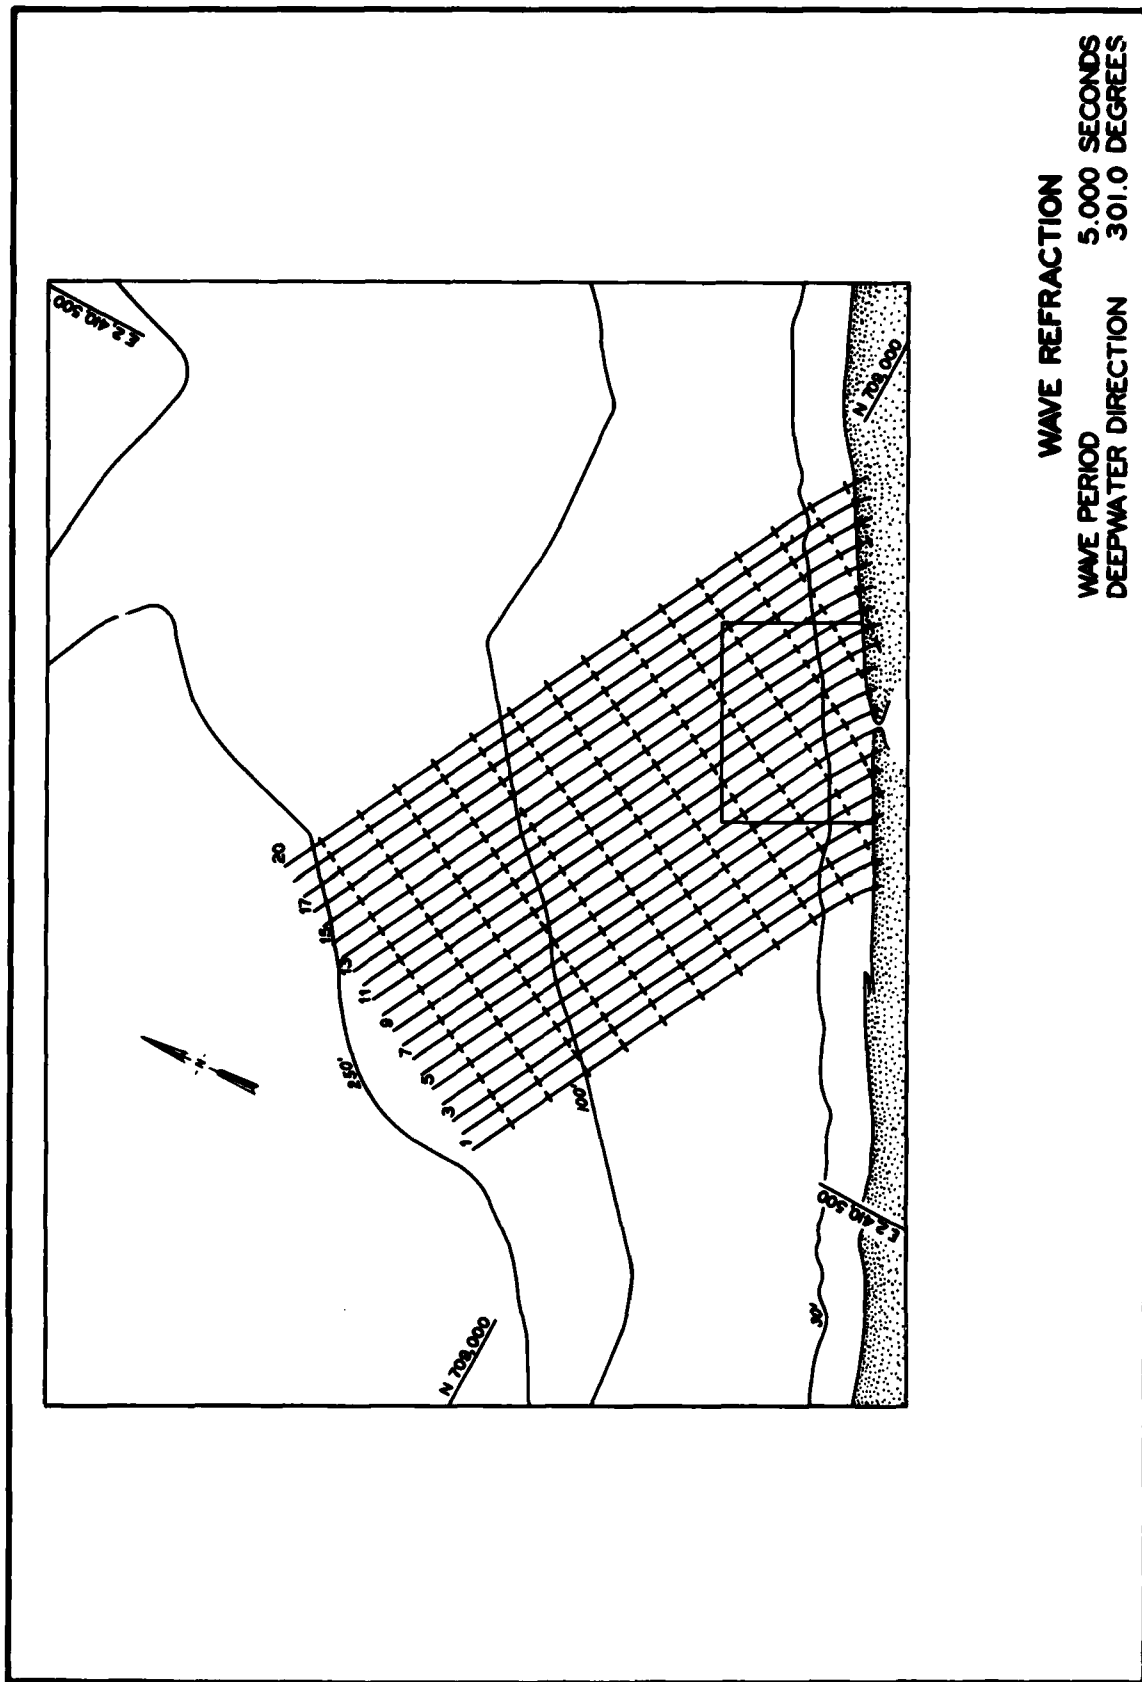 WAVE REFRACTION
WAVE PERIOD 5.000 SECONDS
DEEPWATER DIRECTION 301.0 DEGREES
E 2,410,500
N 709,000
20
17
15
13
11
9
7
5
3
1
N
250'
100'
30'
E 2,410,500
N 709,000